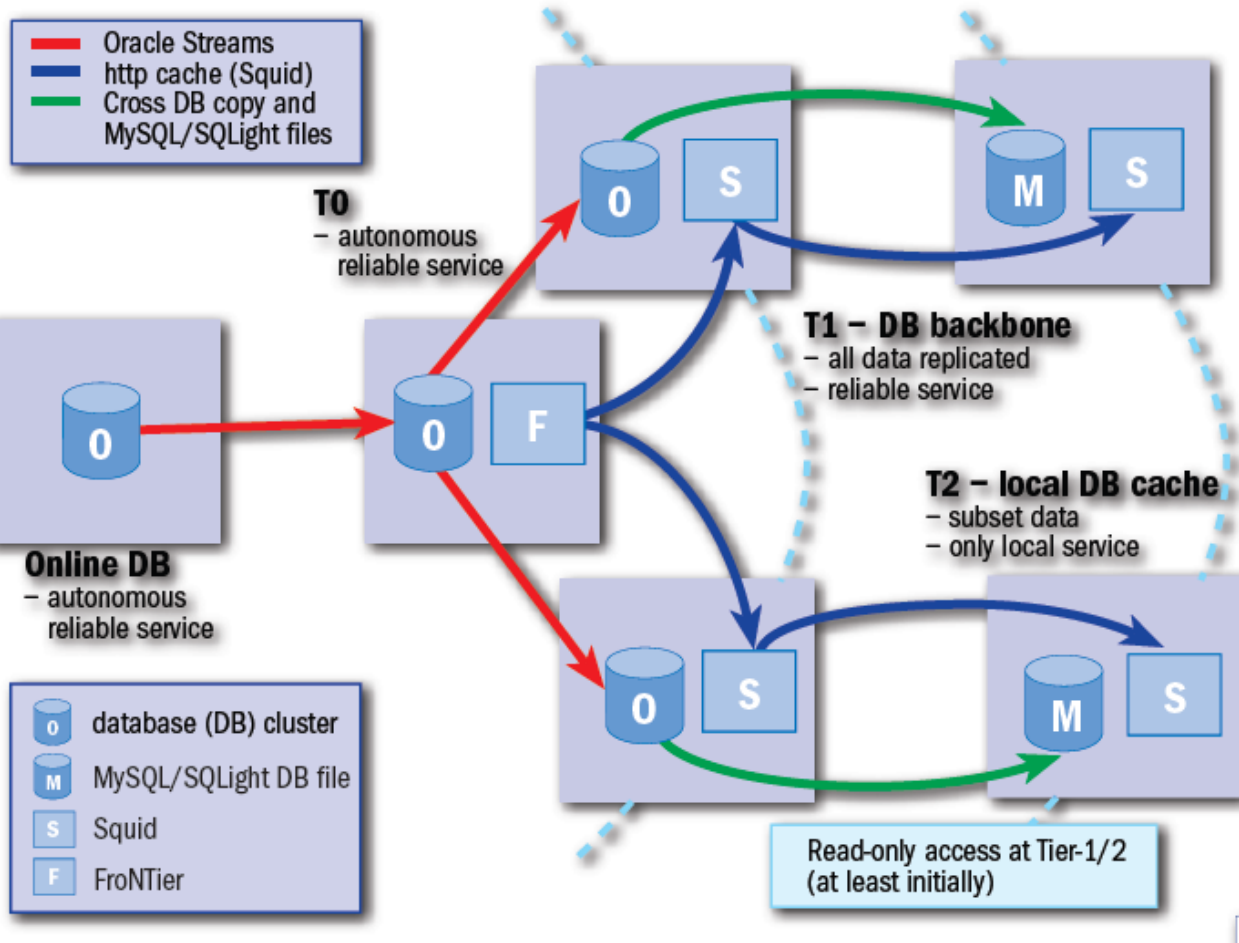 Oracle Streams
http cache (Squid)
Cross DB copy and
MySQL/SQLight files
T0
– autonomous
reliable service
O
S
M
S
T1 – DB backbone
– all data replicated
– reliable service
O
O
F
T2 – local DB cache
– subset data
– only local service
Online DB
– autonomous
reliable service
O
S
M
S
O database (DB) cluster
M MySQL/SQLight DB file
S Squid
F FroNTier
Read-only access at Tier-1/2
(at least initially)